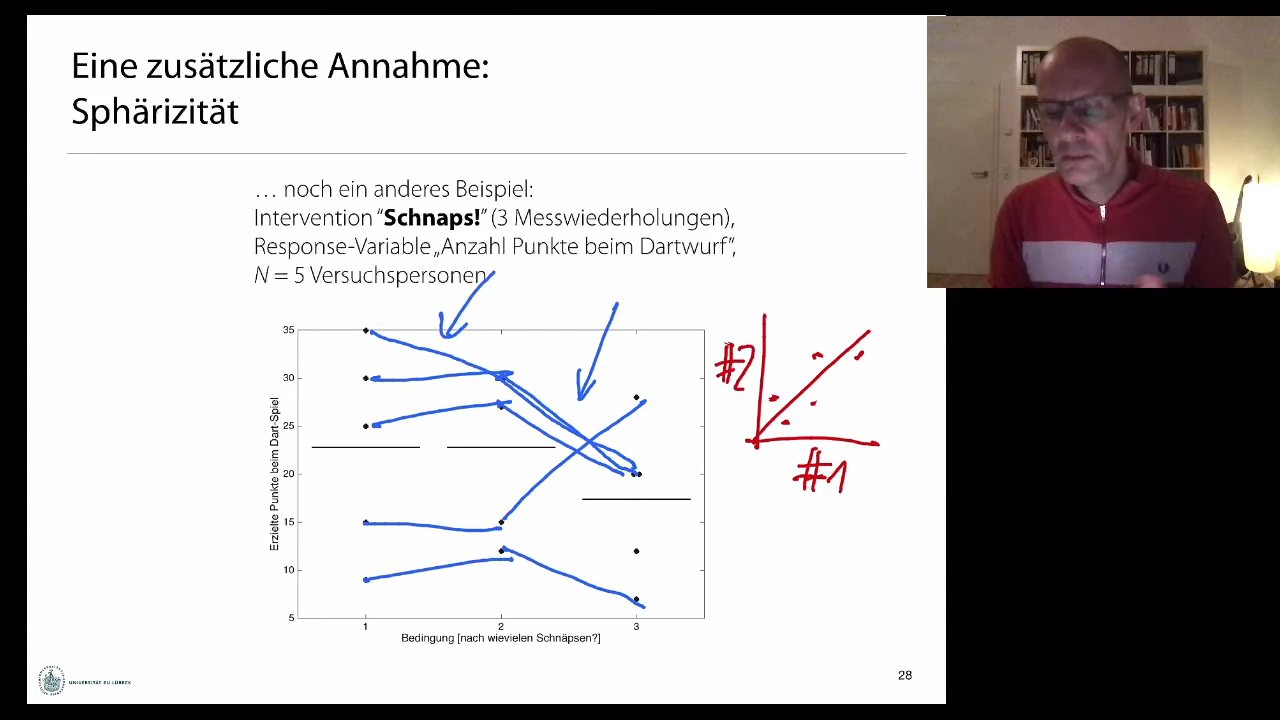 Eine zusätzliche Annahme:
Sphärizität
… noch ein anderes Beispiel:
Intervention “Schnaps!” (3 Messwiederholungen),
Response-Variable „Anzahl Punkte beim Dartwurf”,
N = 5 Versuchspersonen
35
30
25
20
15
10
5
Erzielte Punkte beim Dart-Spiel
1 2 3
Bedingung [nach wievielen Schnäpsen?]
#2
#1
UNIVERSITÄT ZU LÜBECK
28